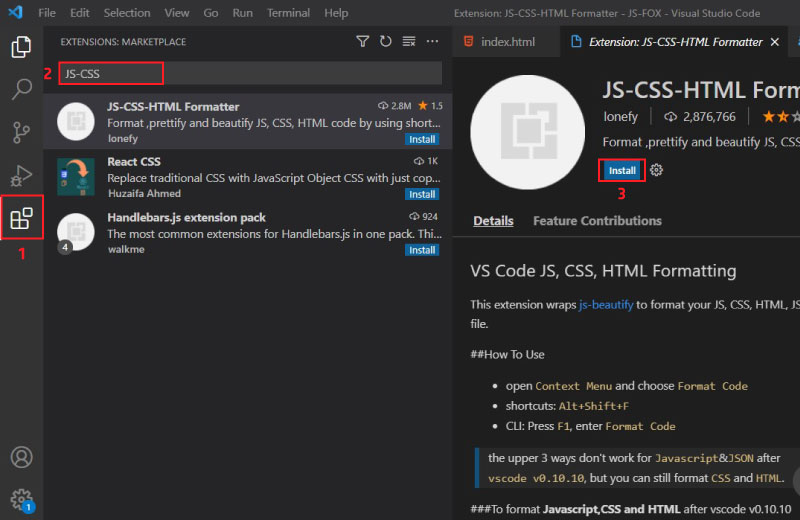 File Edit Selection View Go Run Terminal Help
Extension: JS-CSS-HTML Formatter - JS-FOX - Visual Studio Code
EXTENSIONS: MARKETPLACE
2
JS-CSS
JS-CSS-HTML Formatter 2.8M 1.5
Format ,prettify and beautify JS, CSS, HTML code by using short...
lonefy Install
React CSS 1K
Replace traditional CSS with JavaScript Object CSS with just cop...
Huzaifa Ahmed Install
Handlebars.js extension pack 924
The most common extensions for Handlebars.js in one pack. Thi...
4
walkme Install
1
1
index.html Extension: JS-CSS-HTML Formatter
JS-CSS-HTML Form
lonefy 2,876,766
Format ,prettify and beautify JS, CSS
Install
3
Details Feature Contributions
VS Code JS, CSS, HTML Formatting
This extension wraps js-beautify to format your JS, CSS, HTML, JS
file.
##How To Use
open Context Menu and choose Format Code
shortcuts: Alt+Shift+F
CLI: Press F1, enter Format Code
the upper 3 ways don't work for Javascript&JSON after
vscode v0.10.10, but you can still format CSS and HTML.
###To format Javascript,CSS and HTML after vscode v0.10.10